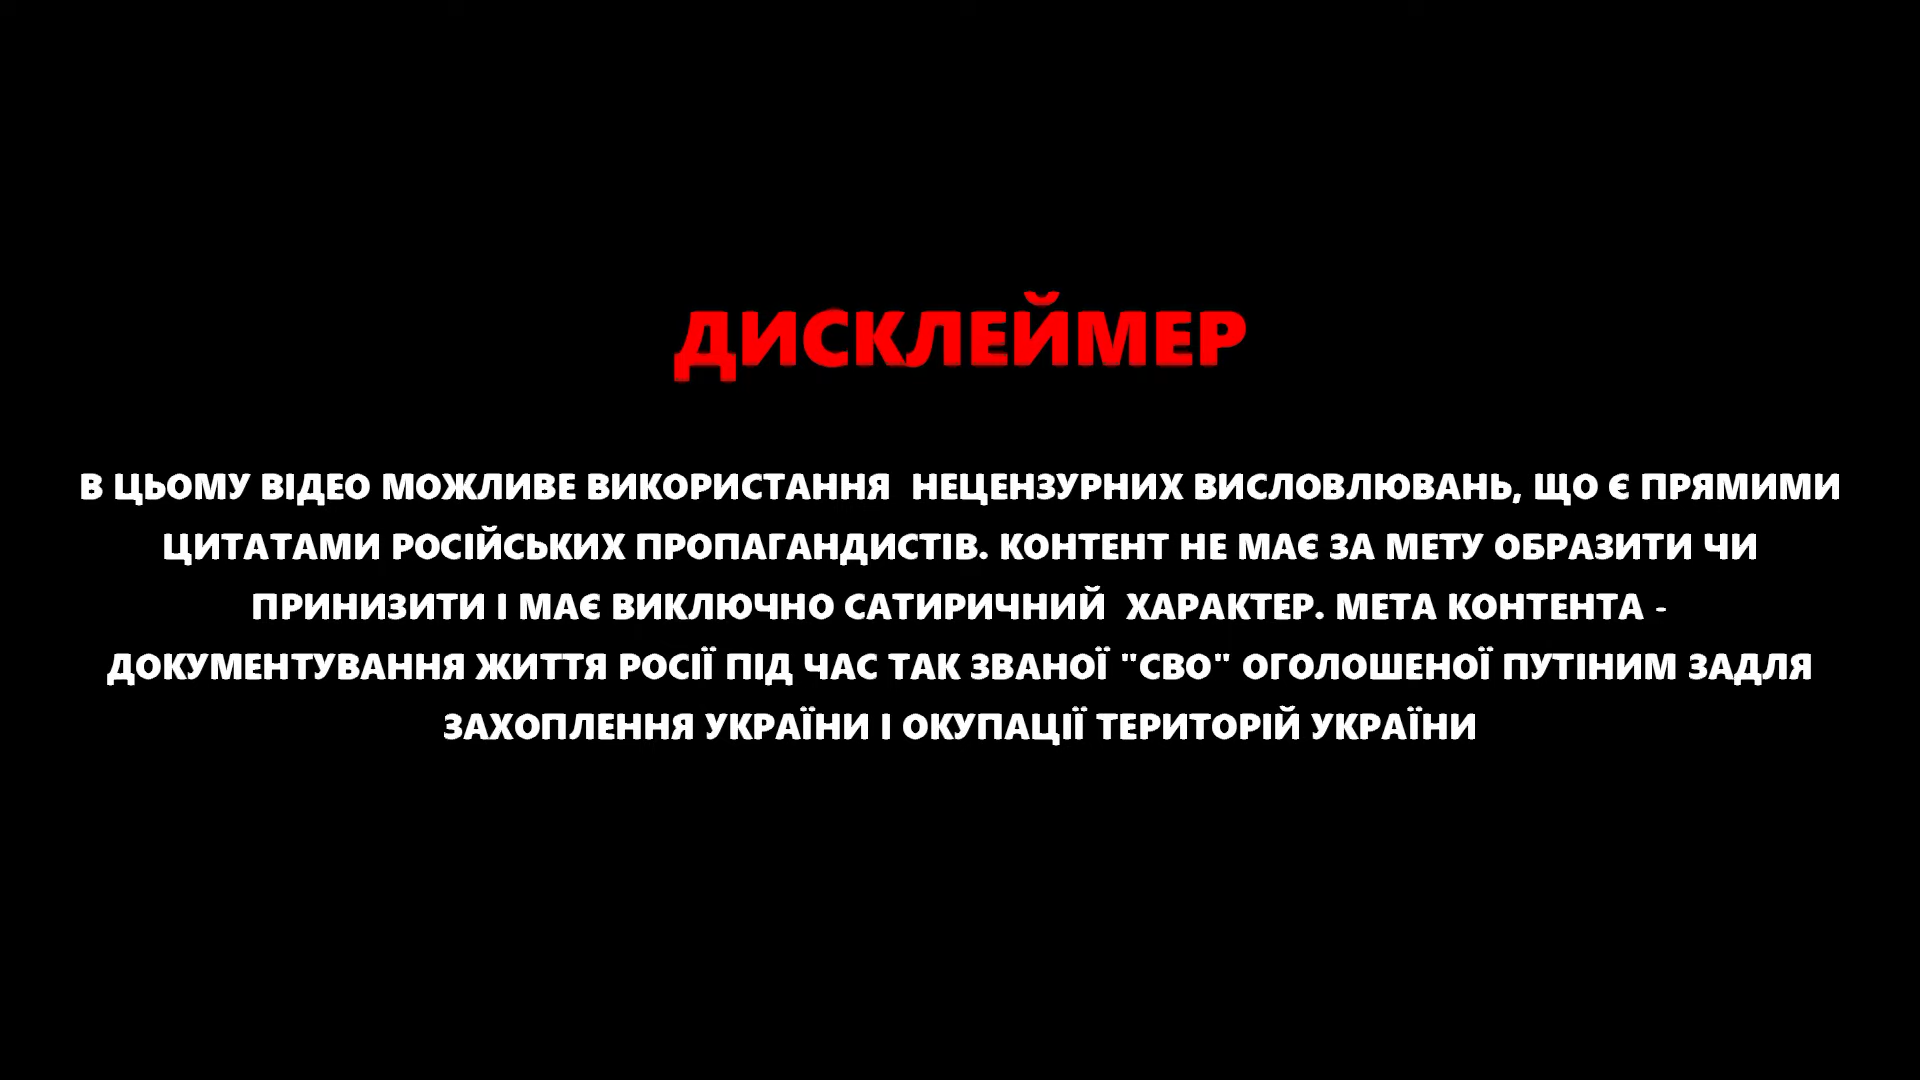 ДИСКЛЕЙМЕР
В ЦЬОМУ ВІДЕО МОЖЛИВЕ ВИКОРИСТАННЯ  НЕЦЕНЗУРНИХ ВИСЛОВЛЮВАНЬ, ЩО Є ПРЯМИМИ
ЦИТАТАМИ РОСІЙСЬКИХ ПРОПАГАНДИСТІВ. КОНТЕНТ НЕ МАЄ ЗА МЕТУ ОБРАЗИТИ ЧИ
ПРИНИЗИТИ І МАЄ ВИКЛЮЧНО САТИРИЧНИЙ  ХАРАКТЕР. МЕТА КОНТЕНТА -
ДОКУМЕНТУВАННЯ ЖИТТЯ РОСІЇ ПІД ЧАС ТАК ЗВАНОЇ "СВО" ОГОЛОШЕНОЇ ПУТІНИМ ЗАДЛЯ
ЗАХОПЛЕННЯ УКРАЇНИ І ОКУПАЦІЇ ТЕРИТОРІЙ УКРАЇНИ